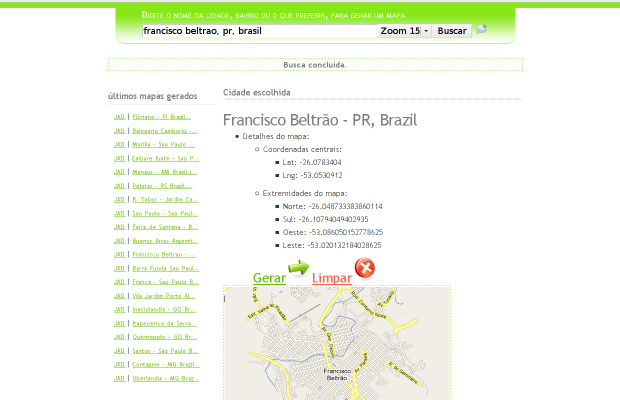 Digite o nome da cidade, bairro ou o que preferir, para gerar um mapa
francisco beltrao, pr, brasil Zoom 15 Buscar
Busca concluída.
últimos mapas gerados
JAD | Floriano - Pi Brazil...
JAD | Balneario Camboriu -...
JAD | Marilia - Sao Paulo ...
JAD | Embare Ibate - Sao P...
JAD | Manaus - AM Brazil i...
JAD | Pelotas - RS Brazil...
JAD | R. Tabor - Jardim Ca...
JAD | Sao Paulo - Sao Paul...
JAD | Feira de Santana - B...
JAD | Buenos Aires Argenti...
JAD | Francisco Beltrao - ...
JAD | Barra Funda Sao Paul...
JAD | Franca - Sao Paulo B...
JAD | Vila Jardim Porto Al...
JAD | Inaciolandia - GO Br...
JAD | Itapecerica da Serra...
JAD | Quirinopolis - GO Br...
JAD | Santos - Sao Paulo B...
JAD | Contagem - MG Brazil...
JAD | Uberlandia - MG Braz...
Cidade escolhida
Francisco Beltrão - PR, Brazil
Detalhes do mapa:
Coordenadas centrais:
Lat: -26.0783404
Lng: -53.0530912
Extremidades do mapa:
Norte: -26.048733383860114
Sul: -26.10794049402935
Oeste: -53.086050152778625
Leste: -53.020132184028625
Gerar Limpar
Francisco
Beltrão